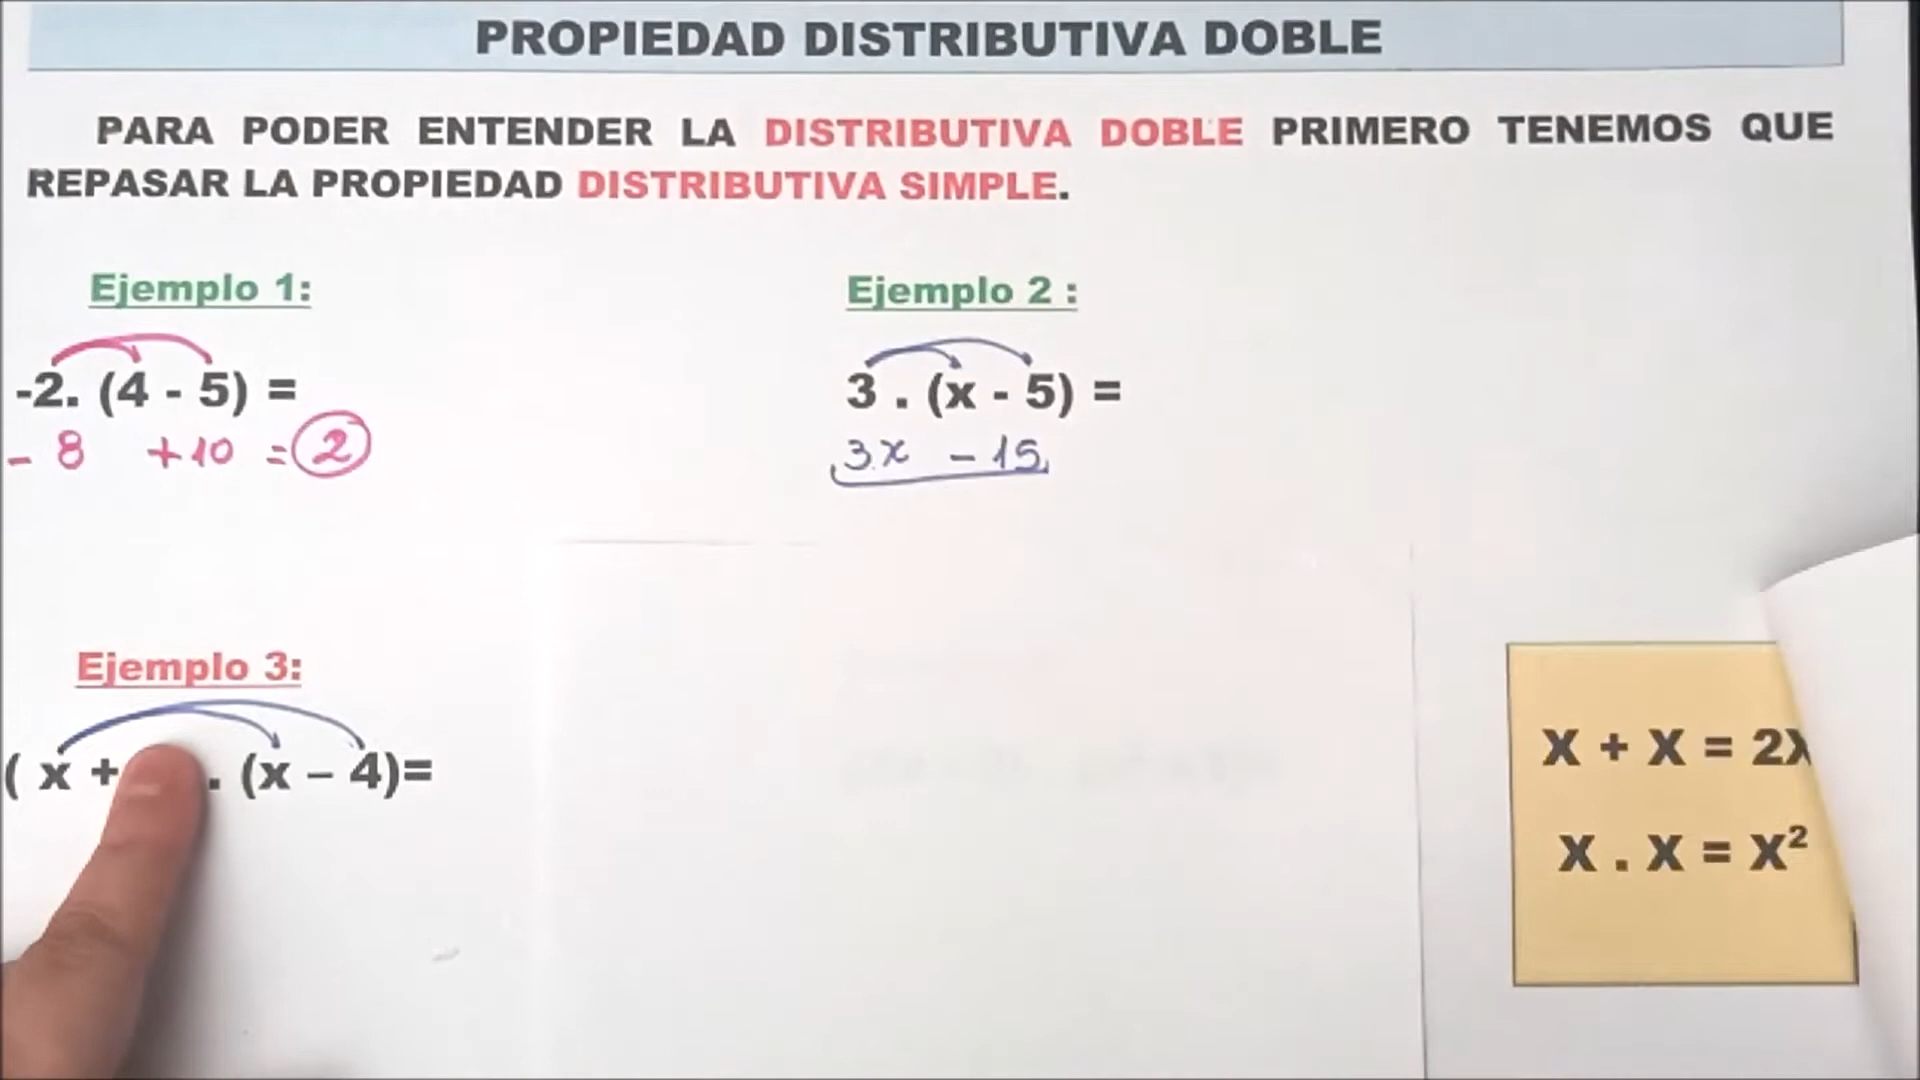 PROPIEDAD DISTRIBUTIVA DOBLE
PARA PODER ENTENDER LA DISTRIBUTIVA DOBLE PRIMERO TENEMOS QUE
REPASAR LA PROPIEDAD DISTRIBUTIVA SIMPLE.
Ejemplo 1:
-2. (4 - 5) =
- 8 +10 = 2
Ejemplo 2 :
3 . (x - 5) =
3.x - 15
Ejemplo 3:
( x + . (x – 4)=
X + X = 2X
X . X = X²